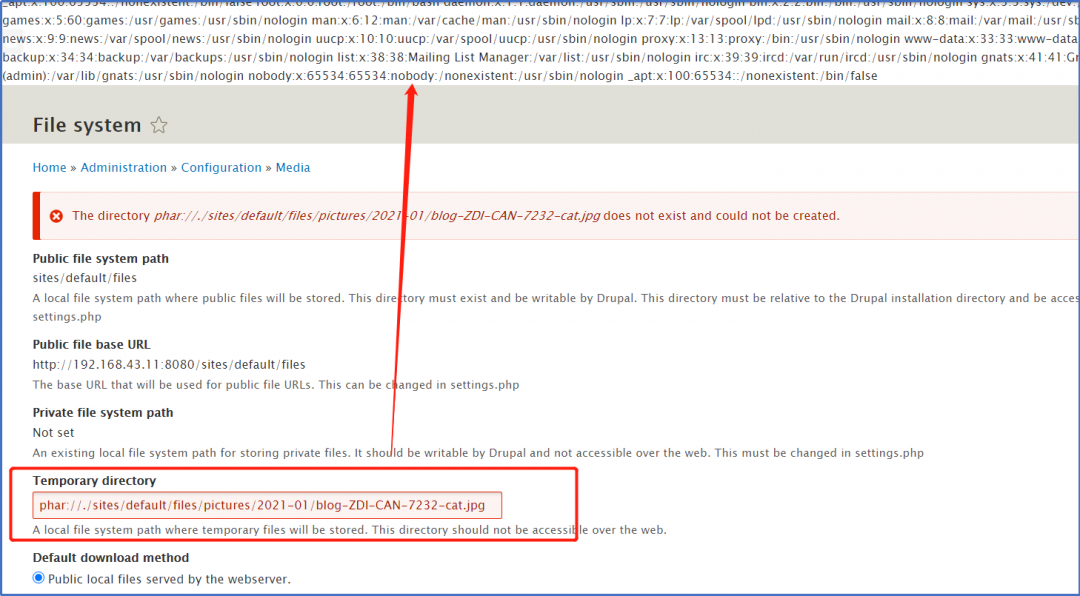 _apt:x:100:65534::/nonexistent:/bin/false root:x:0:0:root:/root:/bin/bash daemon:x:1:1:daemon:/usr/sbin:/usr/sbin/nologin bin:x:2:2:bin:/bin:/usr/sbin/nologin sys:x:3:3:sys:/dev:
games:x:5:60:games:/usr/games:/usr/sbin/nologin man:x:6:12:man:/var/cache/man:/usr/sbin/nologin lp:x:7:7:lp:/var/spool/lpd:/usr/sbin/nologin mail:x:8:8:mail:/var/mail:/usr/sb
news:x:9:9:news:/var/spool/news:/usr/sbin/nologin uucp:x:10:10:uucp:/var/spool/uucp:/usr/sbin/nologin proxy:x:13:13:proxy:/bin:/usr/sbin/nologin www-data:x:33:33:www-data
backup:x:34:34:backup:/var/backups:/usr/sbin/nologin list:x:38:38:Mailing List Manager:/var/list:/usr/sbin/nologin irc:x:39:39:ircd:/var/run/ircd:/usr/sbin/nologin gnats:x:41:41:Gr
(admin):/var/lib/gnats:/usr/sbin/nologin nobody:x:65534:65534:nobody:/nonexistent:/usr/sbin/nologin _apt:x:100:65534::/nonexistent:/bin/false
File system
Home » Administration » Configuration » Media
The directory phar://./sites/default/files/pictures/2021-01/blog-ZDI-CAN-7232-cat.jpg does not exist and could not be created.
Public file system path
sites/default/files
A local file system path where public files will be stored. This directory must exist and be writable by Drupal. This directory must be relative to the Drupal installation directory and be acces
settings.php
Public file base URL
http://192.168.43.11:8080/sites/default/files
The base URL that will be used for public file URLs. This can be changed in settings.php
Private file system path
Not set
An existing local file system path for storing private files. It should be writable by Drupal and not accessible over the web. This must be changed in settings.php
Temporary directory
phar://./sites/default/files/pictures/2021-01/blog-ZDI-CAN-7232-cat.jpg
A local file system path where temporary files will be stored. This directory should not be accessible over the web.
Default download method
Public local files served by the webserver.